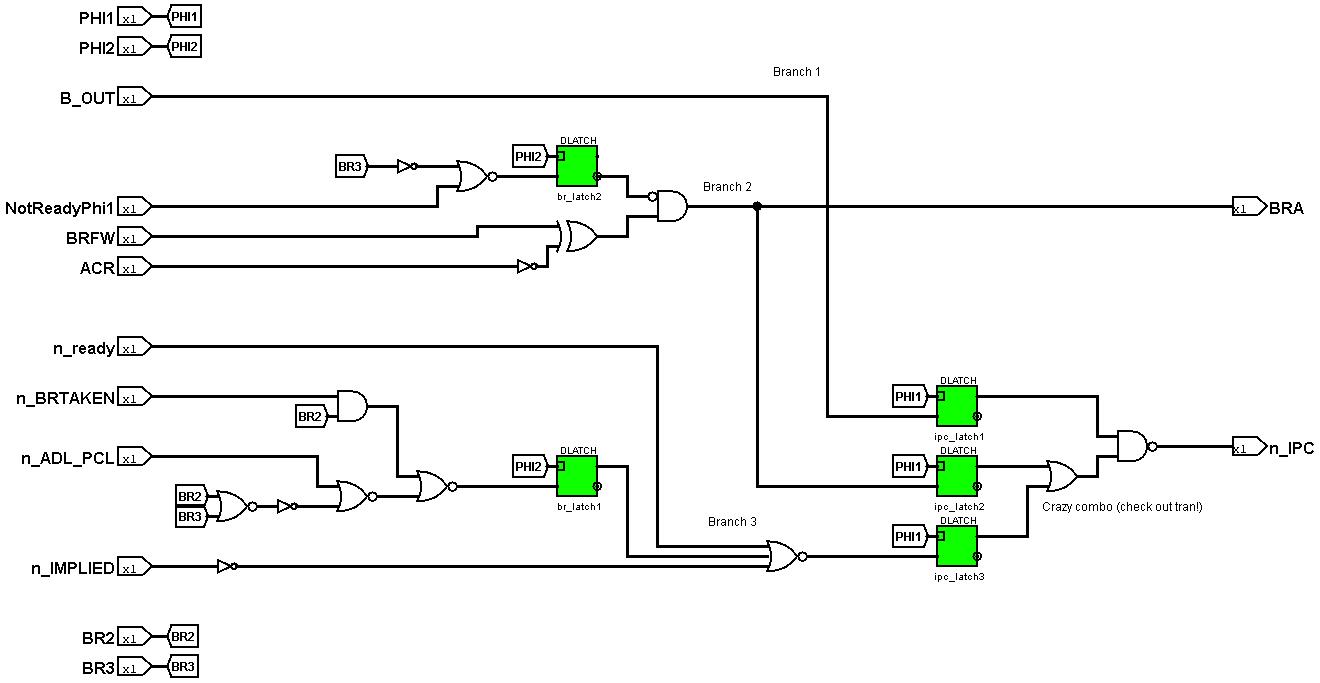 PHI1 x1 PHI1
PHI2 x1 PHI2
Branch 1
B_OUT x1
DLATCH
PHI2
BR3
br_latch2
Branch 2
NotReadyPhi1 x1
x1 BRA
BRFW x1
ACR x1
n_ready x1
DLATCH
n_BRTAKEN x1
PHI1
BR2
ipc_latch1
x1 n_IPC
DLATCH
DLATCH
n_ADL_PCL x1
PHI2
PHI1
BR2
br_latch1
ipc_latch2
BR3
Branch 3
Crazy combo (check out tran!)
DLATCH
PHI1
n_IMPLIED x1
ipc_latch3
BR2 x1 BR2
BR3 x1 BR3